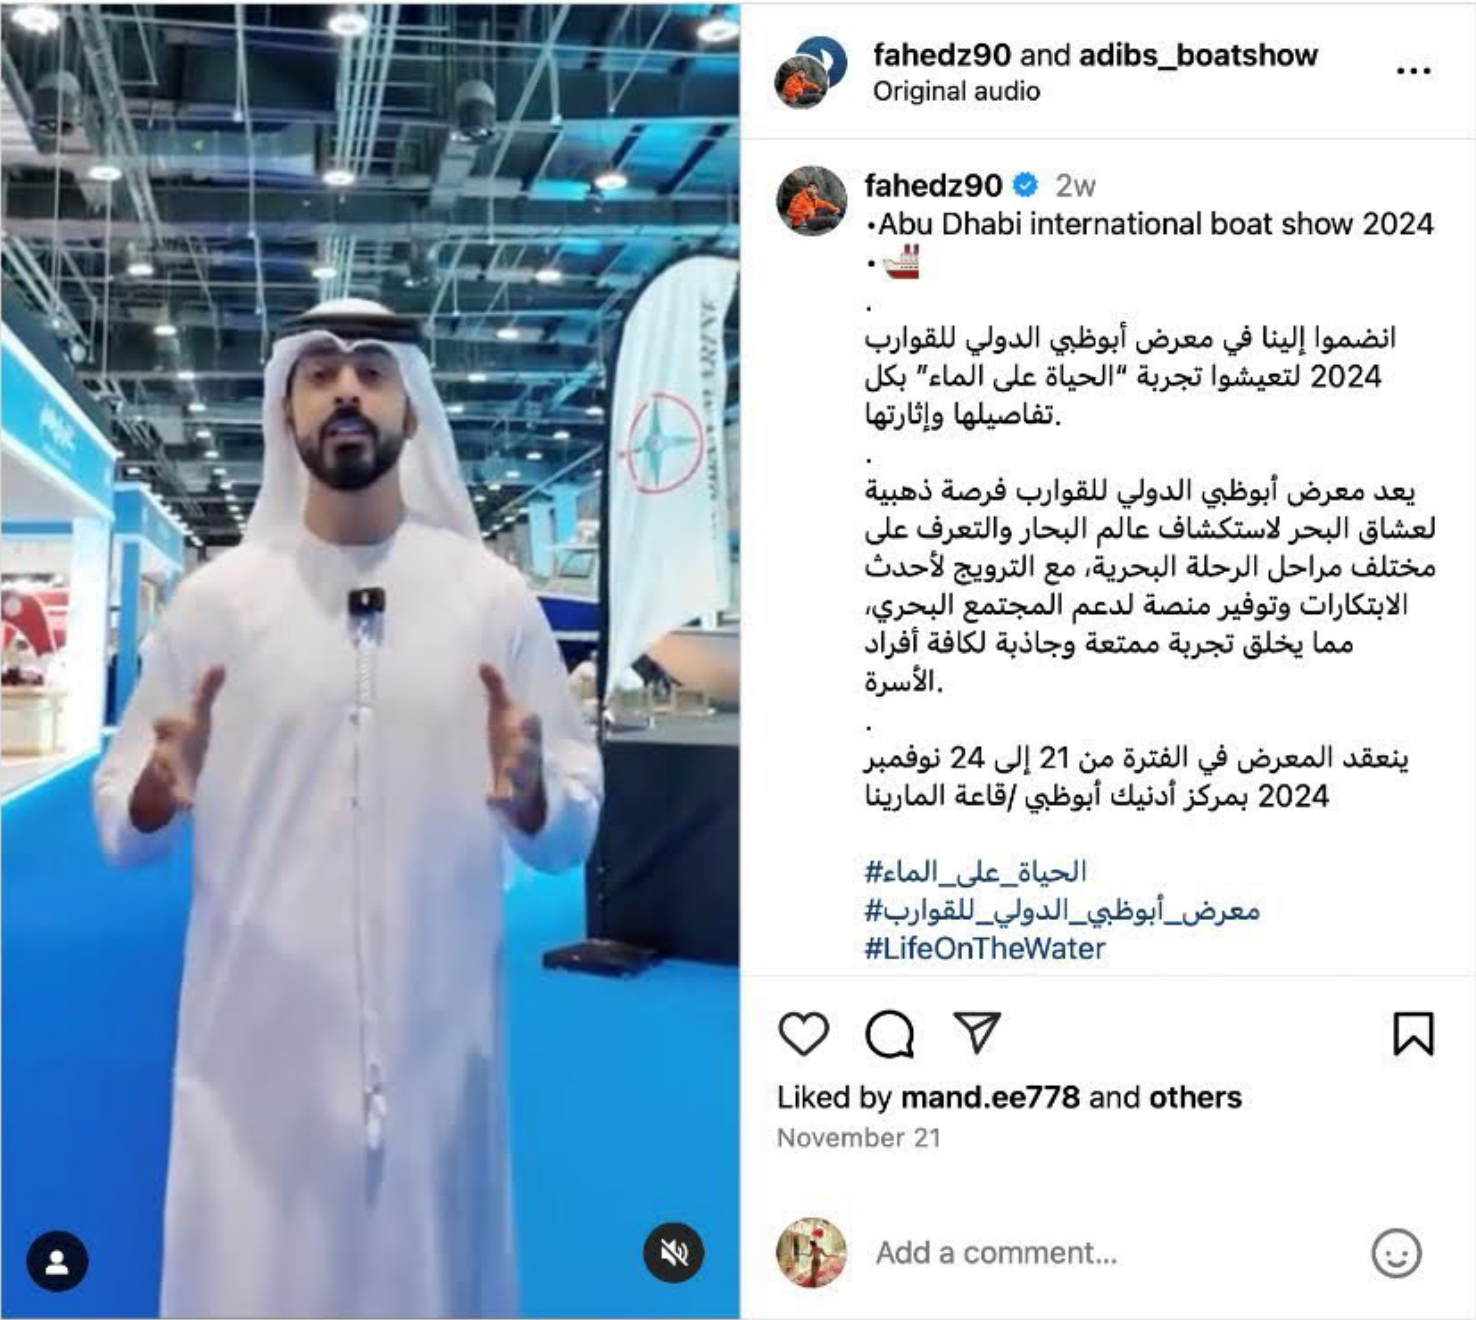 fahedz90 and adibs_boatshow
Original audio
fahedz90 2w
•Abu Dhabi international boat show 2024
•
.
انضموا إلينا في معرض أبوظبي الدولي للقوارب
2024 لتعيشوا تجربة “الحياة على الماء” بكل
تفاصيلها وإثارتها.
.
يعد معرض أبوظبي الدولي للقوارب فرصة ذهبية
لعشاق البحر لاستكشاف عالم البحار والتعرف على
مختلف مراحل الرحلة البحرية، مع الترويج لأحدث
الابتكارات وتوفير منصة لدعم المجتمع البحري،
مما يخلق تجربة ممتعة وجاذبة لكافة أفراد
الأسرة.
.
ينعقد المعرض في الفترة من 21 إلى 24 نوفمبر
2024 بمركز أدنيك أبوظبي /قاعة المارينا
#الحياة_على_الماء
#معرض_أبوظبي_الدولي_للقوارب
#LifeOnTheWater
Liked by mand.ee778 and others
November 21
Add a comment...